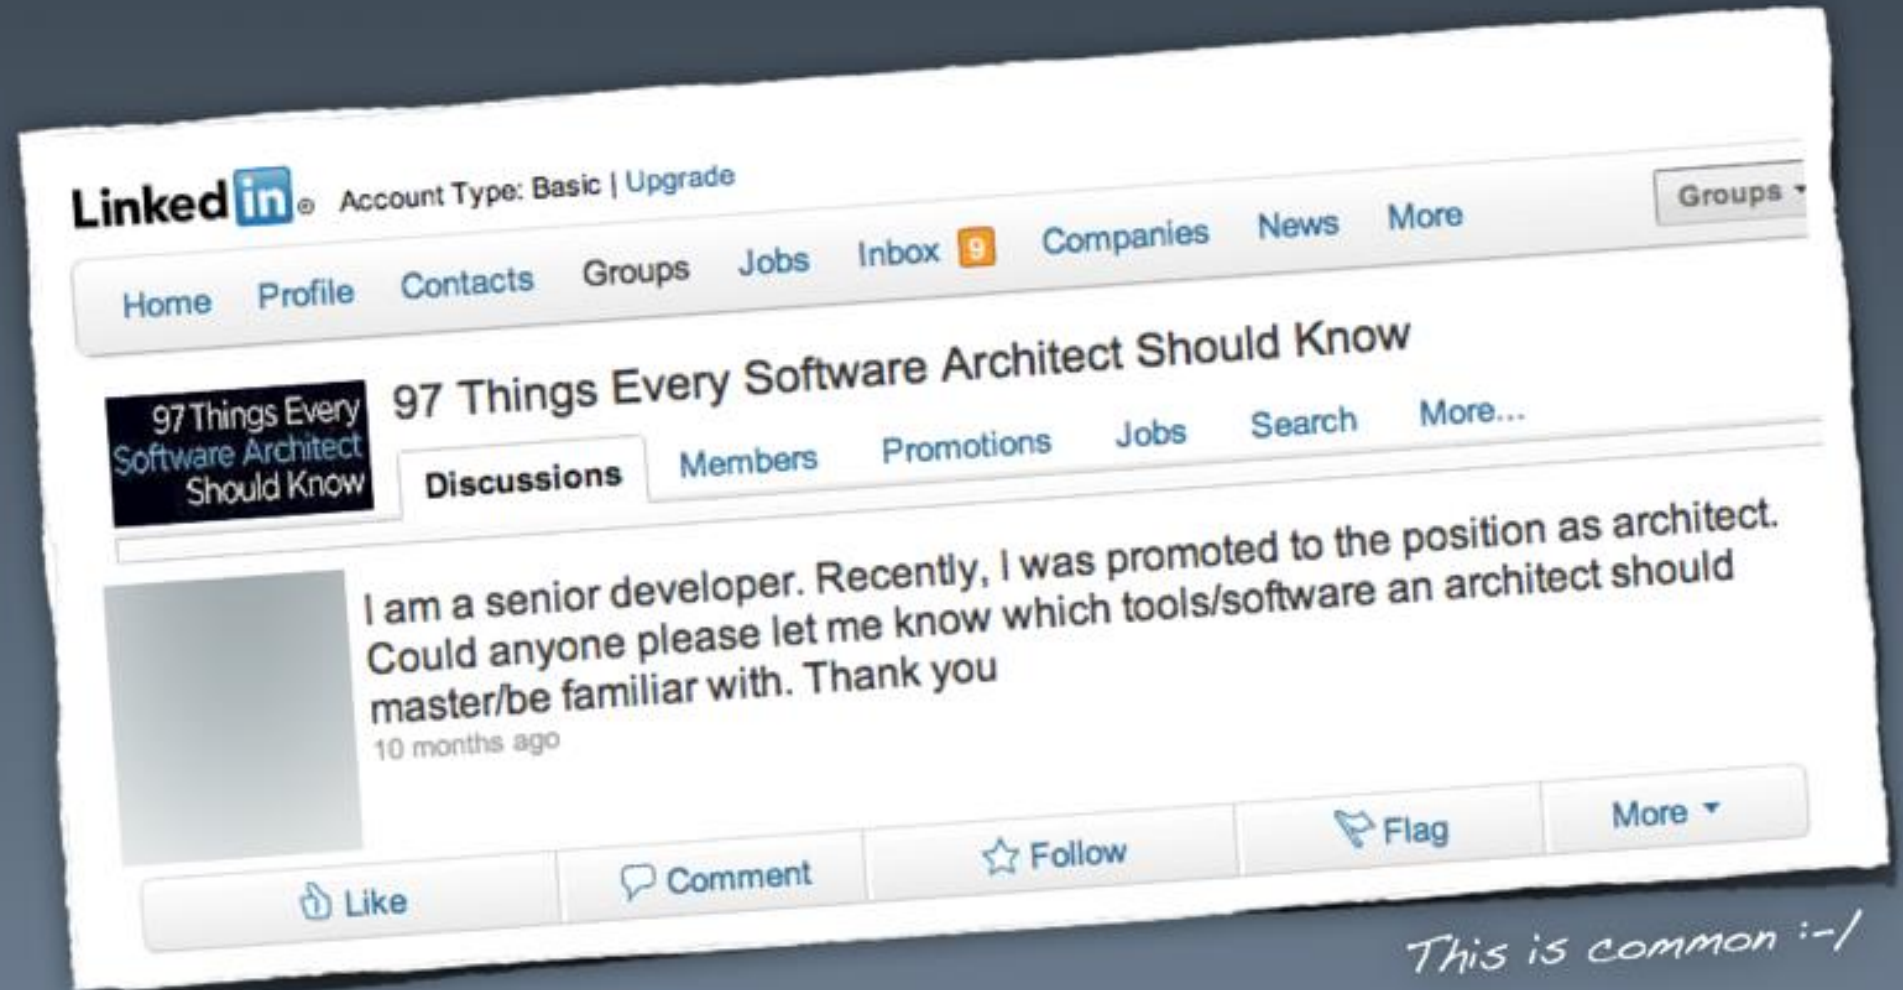 Linked in® Account Type: Basic | Upgrade
Home Profile Contacts Groups Jobs Inbox 9 Companies News More Groups
97 Things Every Software Architect Should Know
97 Things Every
Software Architect
Should Know
Discussions Members Promotions Jobs Search More...
I am a senior developer. Recently, I was promoted to the position as architect.
Could anyone please let me know which tools/software an architect should
master/be familiar with. Thank you
10 months ago
Like Comment Follow Flag More
This is common :-/